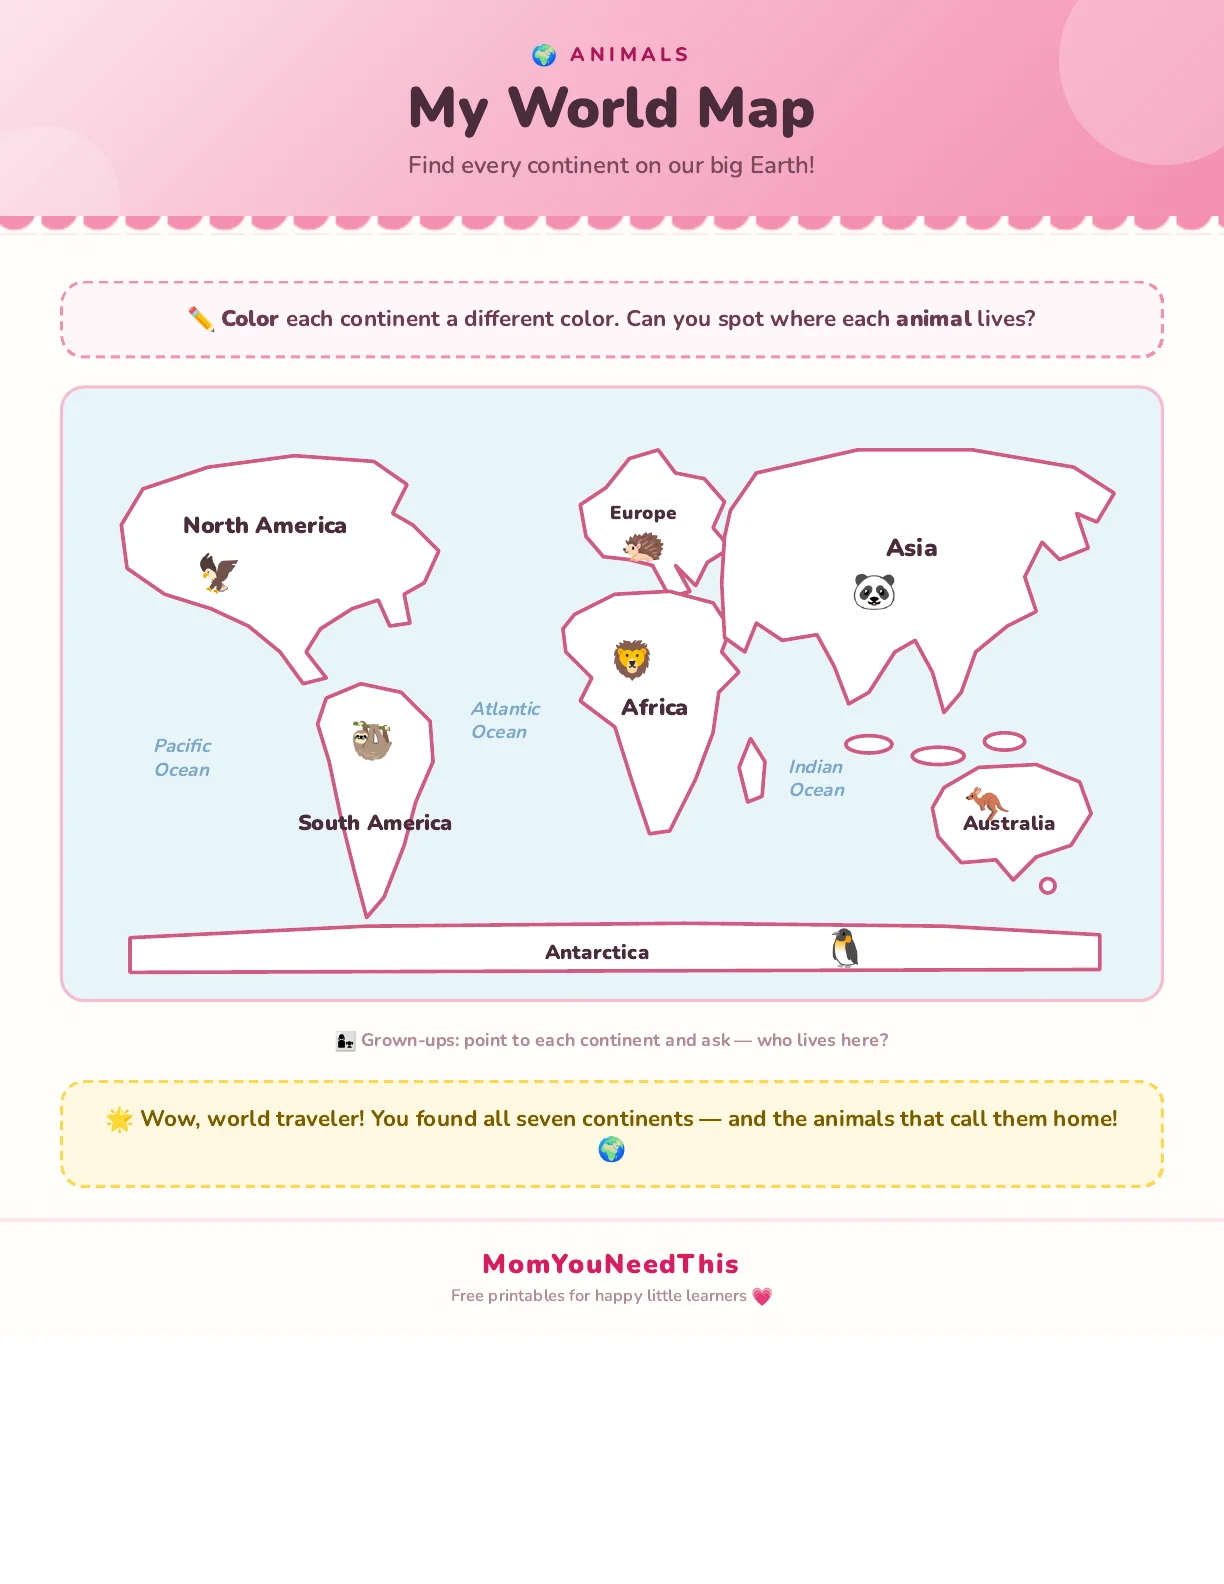 🌍 ANIMALS
My World Map
Find every continent on our big Earth!
✏️ Color each continent a different color. Can you spot where each animal lives?
North America
Europe
Asia
Africa
Atlantic
Ocean
Pacific
Ocean
Indian
Ocean
South America
Australia
Antarctica
Grown-ups: point to each continent and ask — who lives here?
🌟 Wow, world traveler! You found all seven continents — and the animals that call them home!
🌍
MomYouNeedThis
Free printables for happy little learners 💗